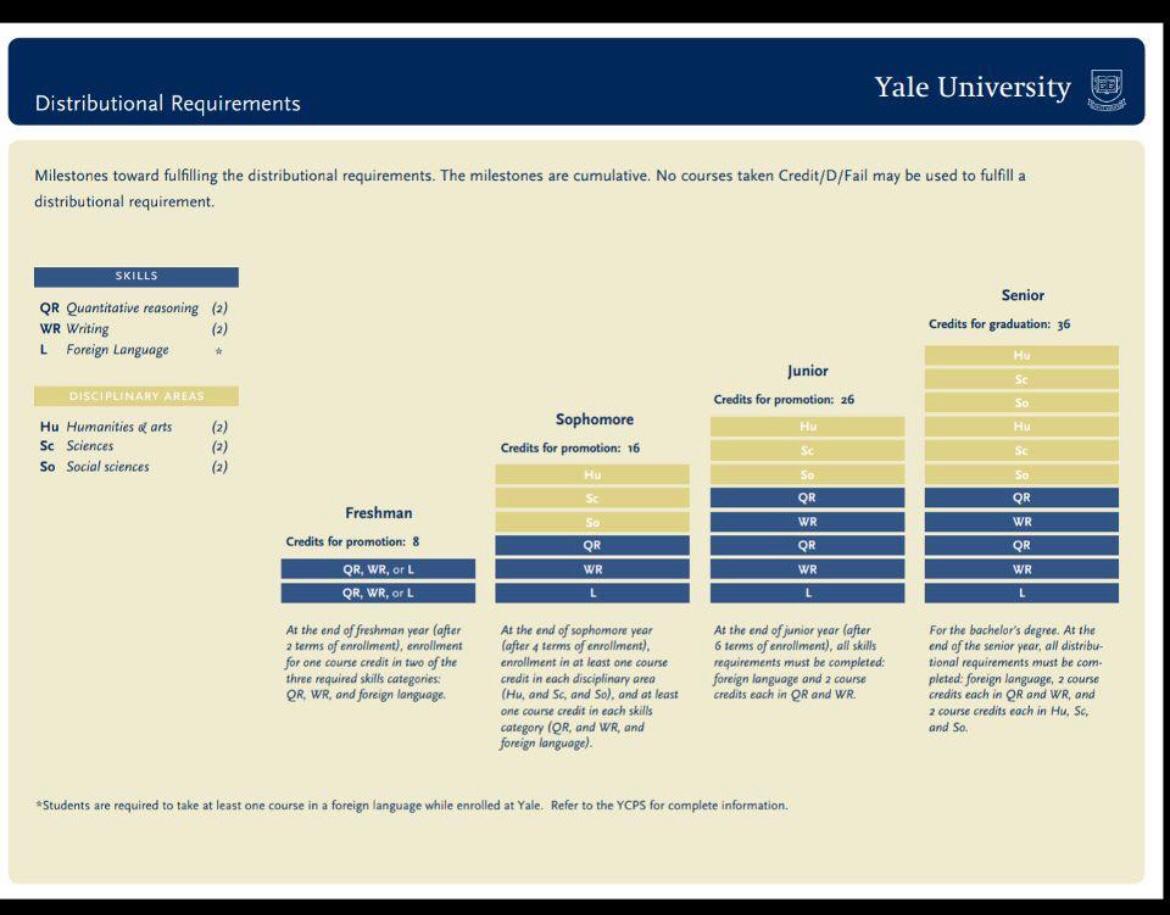 Distributional Requirements
Yale University
Milestones toward fulfilling the distributional requirements. The milestones are cumulative. No courses taken Credit/D/Fail may be used to fulfill a
distributional requirement.
SKILLS
QR Quantitative reasoning (2)
WR Writing (2)
L Foreign Language *
DISCIPLINARY AREAS
Hu Humanities & arts (2)
Sc Sciences (2)
So Social sciences (2)
Freshman
Credits for promotion: 8
QR, WR, or L
QR, WR, or L
At the end of freshman year (after
2 terms of enrollment), enrollment
for one course credit in two of the
three required skills categories:
QR, WR, and foreign language.
Sophomore
Credits for promotion: 16
Hu
Sc
So
QR
WR
L
At the end of sophomore year
(after 4 terms of enrollment),
enrollment in at least one course
credit in each disciplinary area
(Hu, and Sc, and So), and at least
one course credit in each skills
category (QR, and WR, and
foreign language).
Junior
Credits for promotion: 26
Hu
Sc
So
QR
WR
QR
WR
L
At the end of junior year (after
6 terms of enrollment), all skills
requirements must be completed:
foreign language and 2 course
credits each in QR and WR.
Senior
Credits for graduation: 36
Hu
Sc
So
Hu
Sc
So
QR
WR
QR
WR
L
For the bachelor's degree. At the
end of the senior year, all distribu-
tional requirements must be com-
pleted: foreign language, 2 course
credits each in QR and WR, and
2 course credits each in Hu, Sc,
and So.
*Students are required to take at least one course in a foreign language while enrolled at Yale. Refer to the YCPS for complete information.